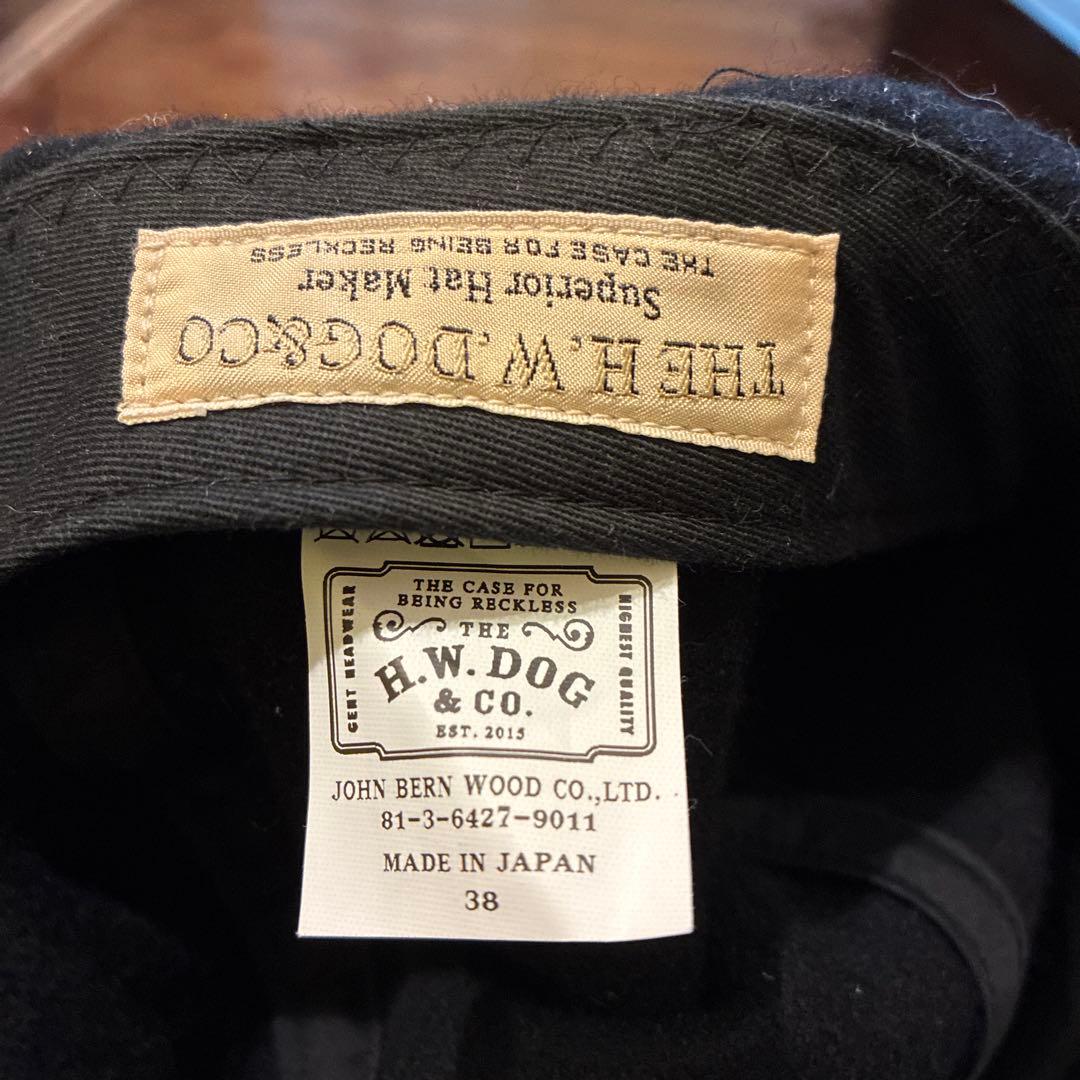 THE H.W.DOG&CO
Superior Hat Maker
THE CASE FOR BEING RECKLESS
THE CASE FOR
BEING RECKLESS
GENT HEADWEAR
HIGHEST QUALITY
THE
H.W.DOG
& CO.
EST. 2015
JOHN BERN WOOD CO.,LTD.
81-3-6427-9011
MADE IN JAPAN
38